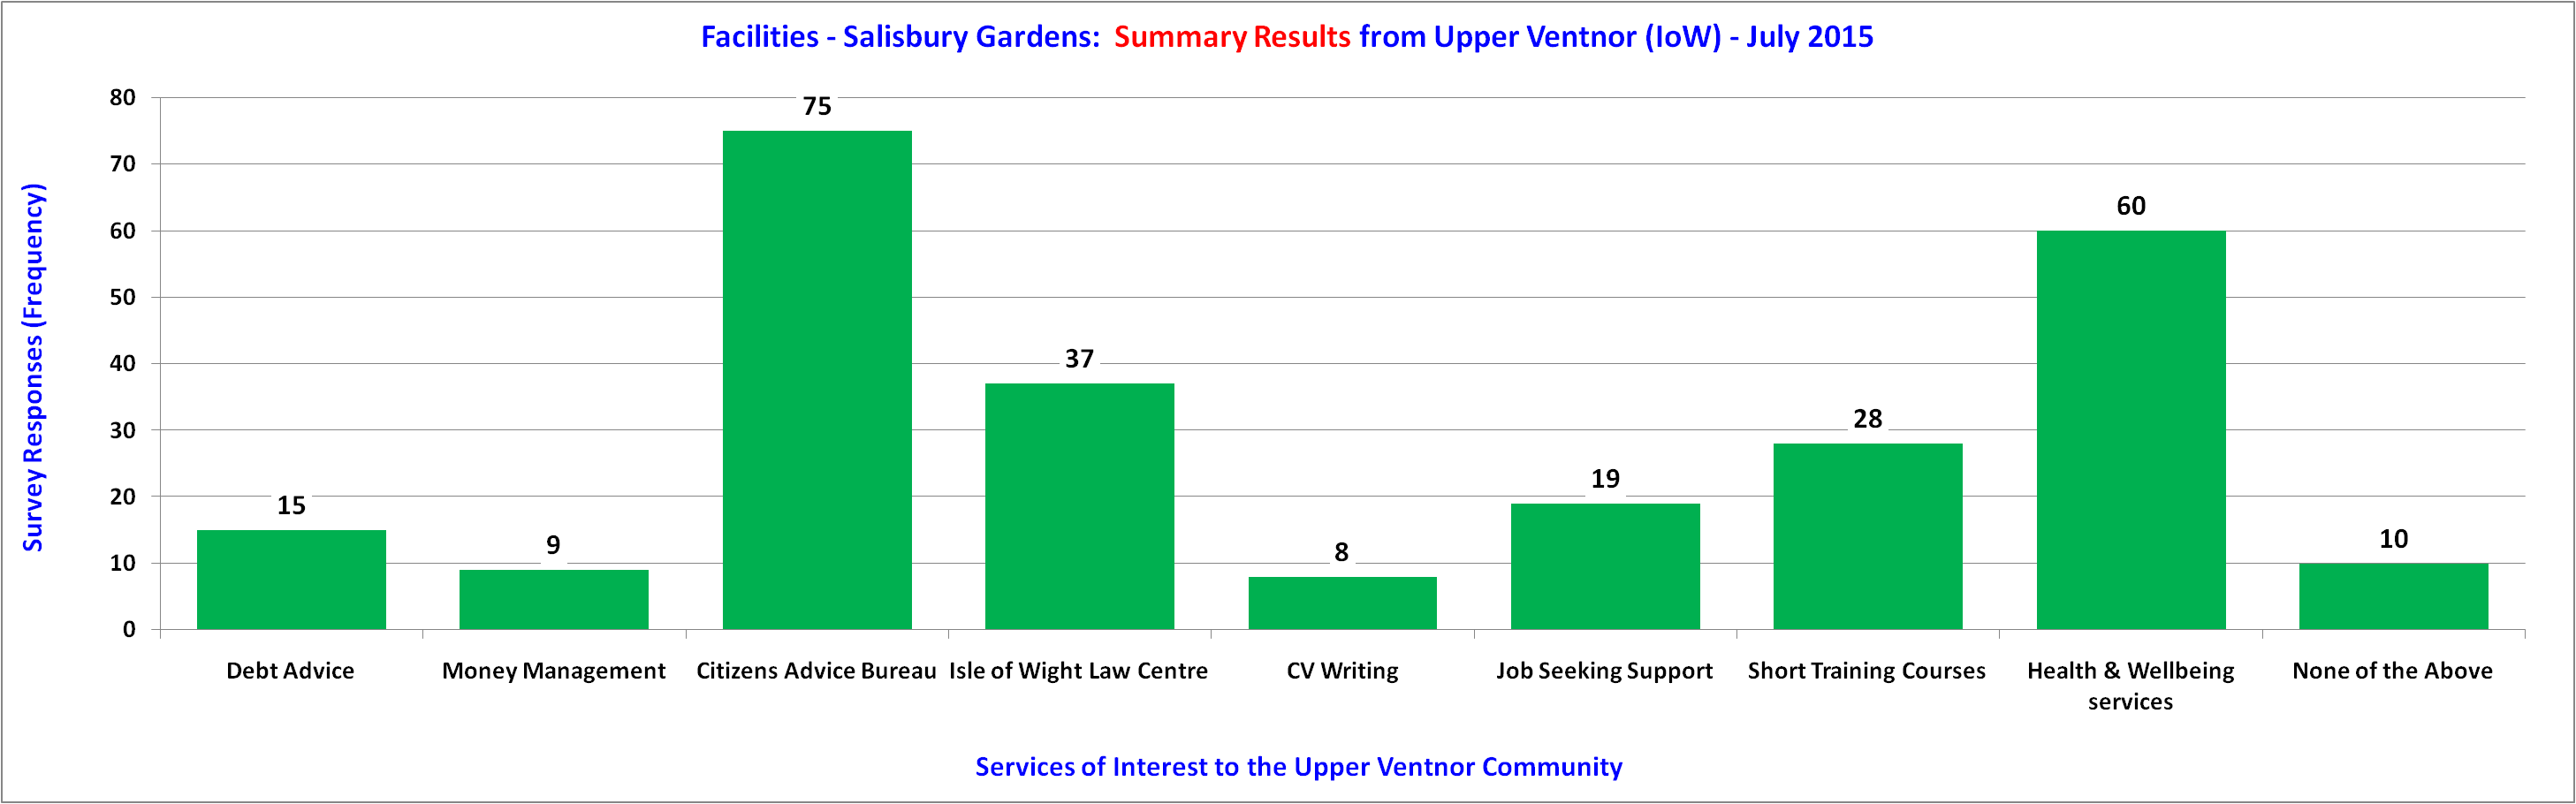 Facilities - Salisbury Gardens: Summary Results from Upper Ventnor (IoW) - July 2015
Survey Responses (Frequency)
80
70
60
50
40
30
20
10
0
15
9
75
37
8
19
28
60
10
Debt Advice
Money Management
Citizens Advice Bureau
Isle of Wight Law Centre
CV Writing
Job Seeking Support
Short Training Courses
Health & Wellbeing
services
None of the Above
Services of Interest to the Upper Ventnor Community